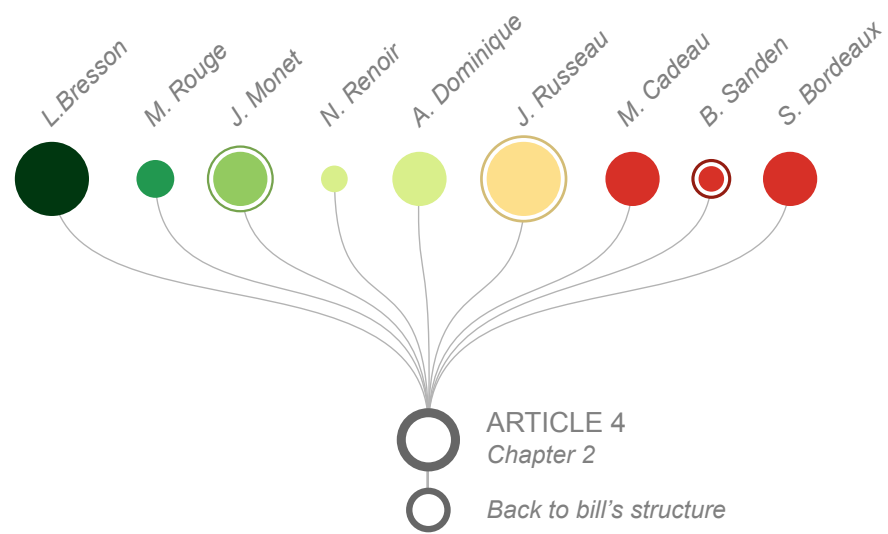 L.Bresson
M. Rouge
J. Monet
N. Renoir
A. Dominique
J. Russeau
M. Cadeau
B. Sanden
S. Bordeaux
ARTICLE 4
Chapter 2
Back to bill's structure